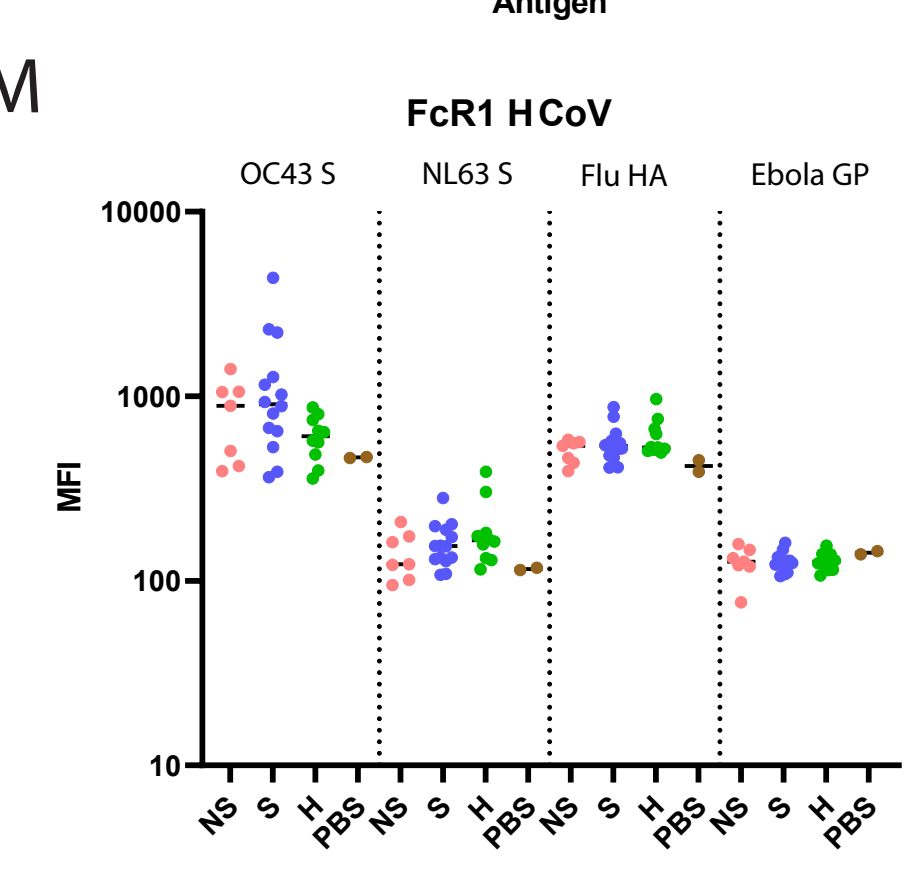 Antigen
M
FcR1 HCoV
OC43 S NL63 S Flu HA Ebola GP
10000
1000
100
10
MFI
NS S H PBS NS S H PBS NS S H PBS NS S H PBS